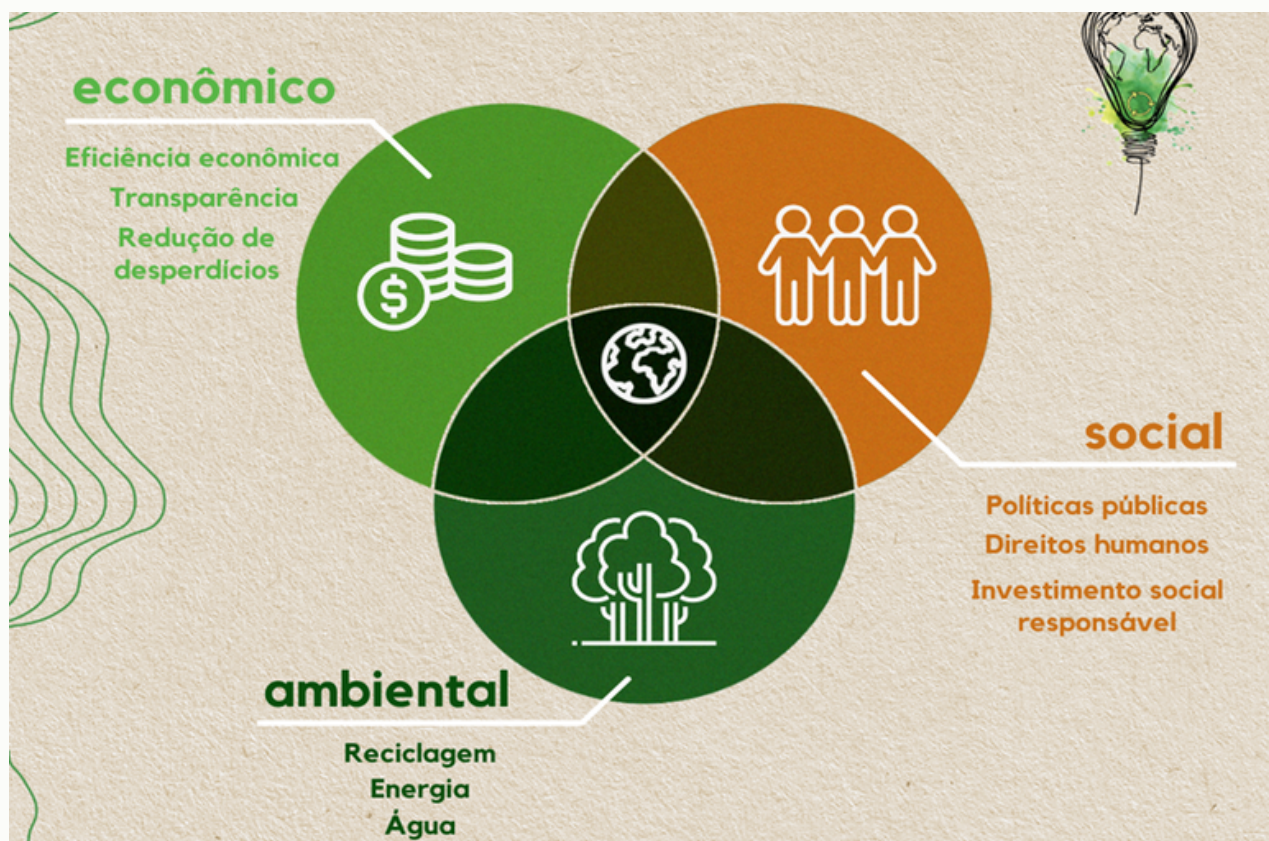 econômico
Eficiência econômica
Transparência
Redução de
desperdícios
$
social
Políticas públicas
Direitos humanos
Investimento social
responsável
ambiental
Reciclagem
Energia
Água